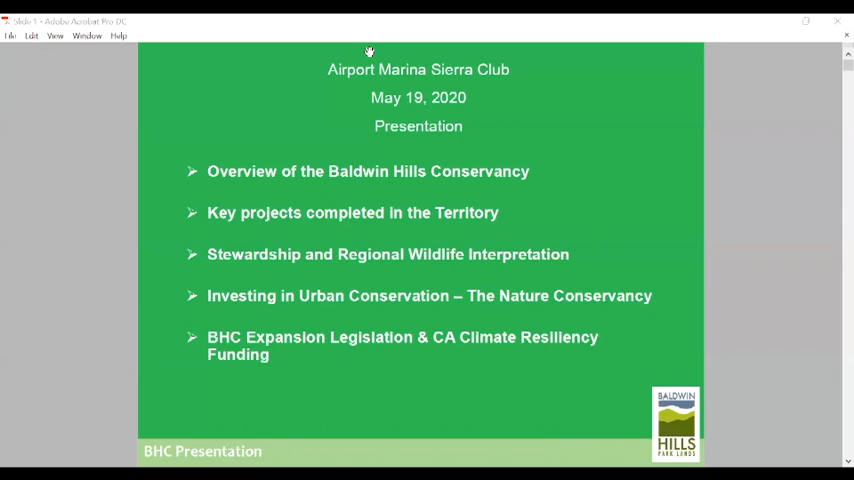 Slide 1 - Adobe Acrobat Pro DC
File Edit View Window Help
Airport Marina Sierra Club
May 19, 2020
Presentation
Overview of the Baldwin Hills Conservancy
Key projects completed in the Territory
Stewardship and Regional Wildlife Interpretation
Investing in Urban Conservation – The Nature Conservancy
BHC Expansion Legislation & CA Climate Resiliency
Funding
BALDWIN
HILLS
PARK LANDS
BHC Presentation